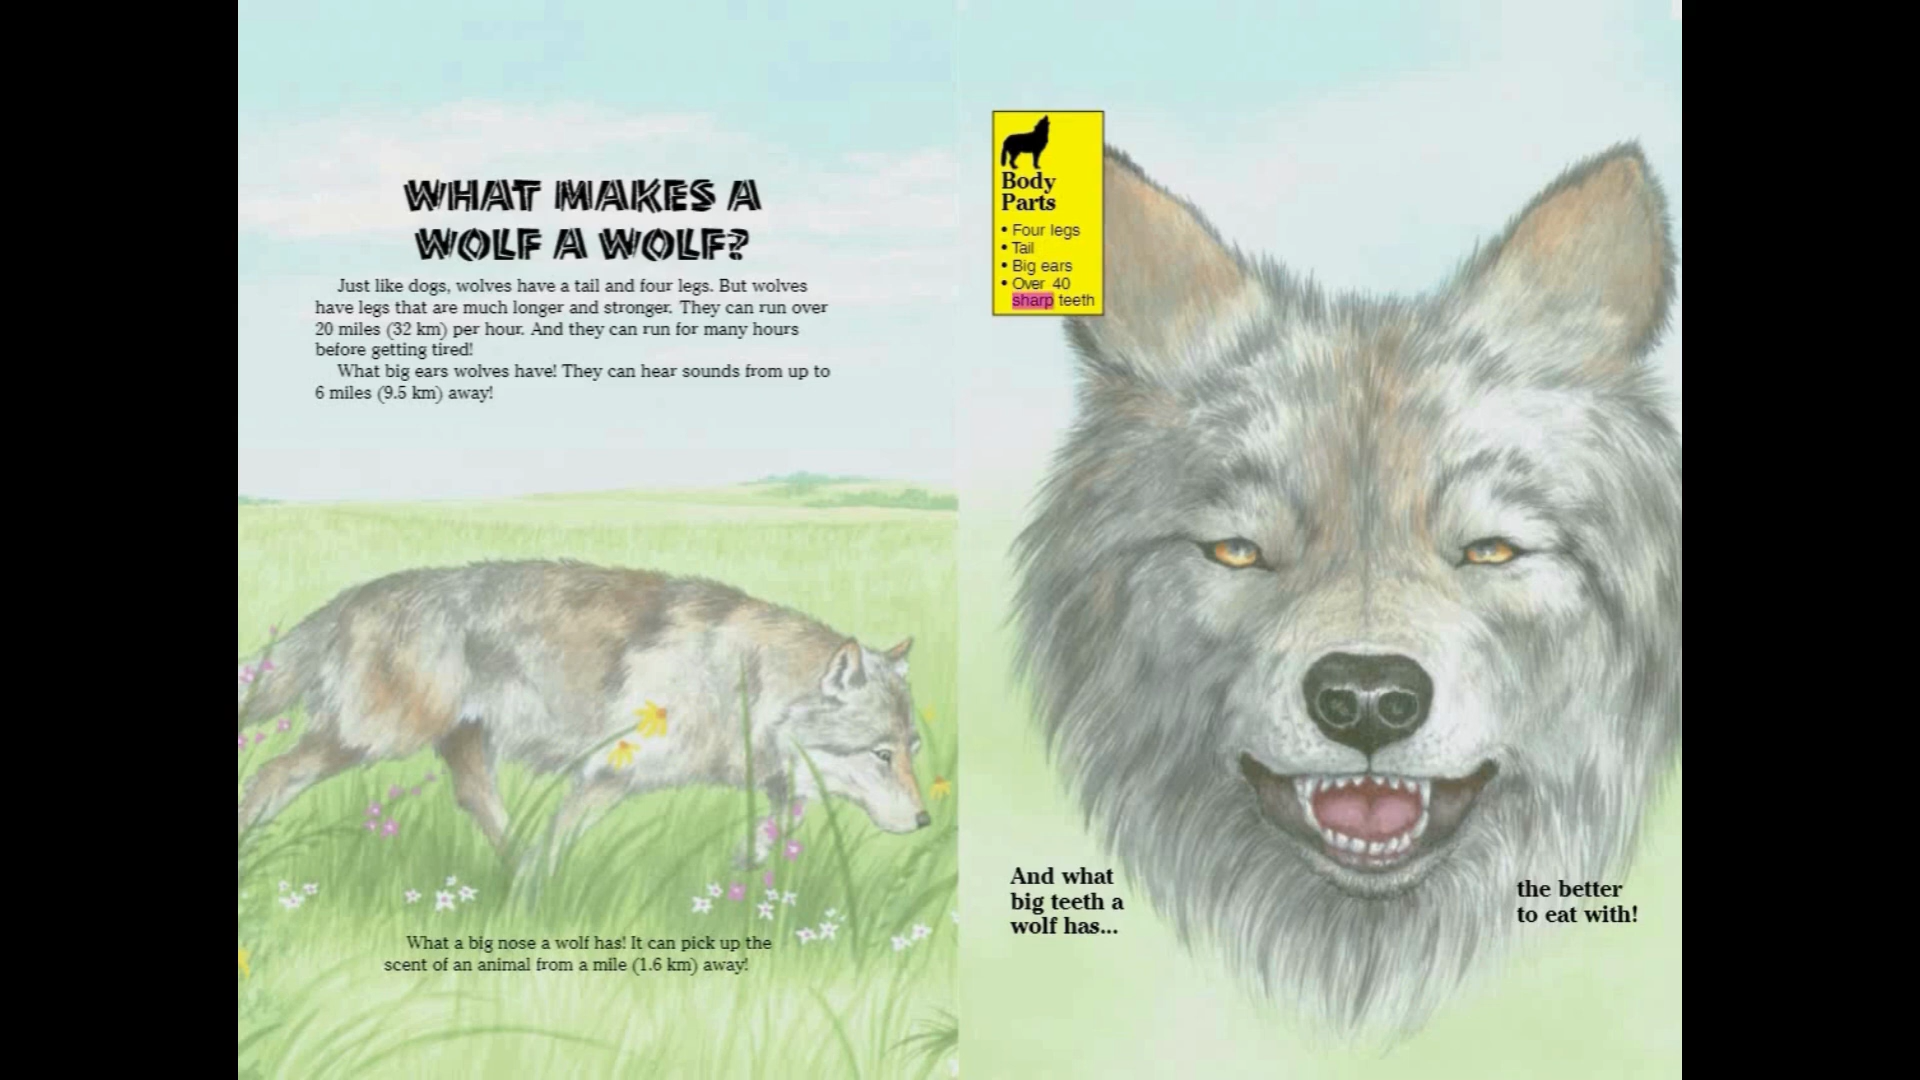 WHAT MAKES A
WOLF A WOLF?
Just like dogs, wolves have a tail and four legs. But wolves
have legs that are much longer and stronger. They can run over
20 miles (32 km) per hour. And they can run for many hours
before getting tired!
What big ears wolves have! They can hear sounds from up to
6 miles (9.5 km) away!
What a big nose a wolf has! It can pick up the
scent of an animal from a mile (1.6 km) away!
Body
Parts
• Four legs
• Tail
• Big ears
• Over 40
sharp teeth
And what
big teeth a
wolf has...
the better
to eat with!